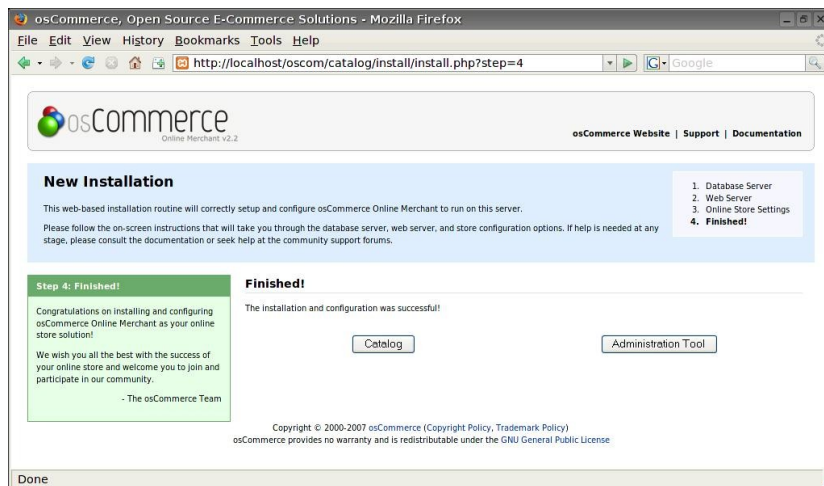 osCommerce, Open Source E-Commerce Solutions - Mozilla Firefox
File Edit View History Bookmarks Tools Help
http://localhost/oscom/catalog/install/install.php?step=4
G
Google
osCommerce
Online Merchant v2.2
osCommerce Website | Support | Documentation
New Installation
This web-based installation routine will correctly setup and configure osCommerce Online Merchant to run on this server.
Please follow the on-screen instructions that will take you through the database server, web server, and store configuration options. If help is needed at any
stage, please consult the documentation or seek help at the community support forums.
1. Database Server
2. Web Server
3. Online Store Settings
4. Finished!
Step 4: Finished!
Congratulations on installing and configuring
osCommerce Online Merchant as your online
store solution!
We wish you all the best with the success of
your online store and welcome you to join and
participate in our community.
- The osCommerce Team
Finished!
The installation and configuration was successful!
Catalog
Administration Tool
Copyright © 2000-2007 osCommerce (Copyright Policy, Trademark Policy)
osCommerce provides no warranty and is redistributable under the GNU General Public License
Done